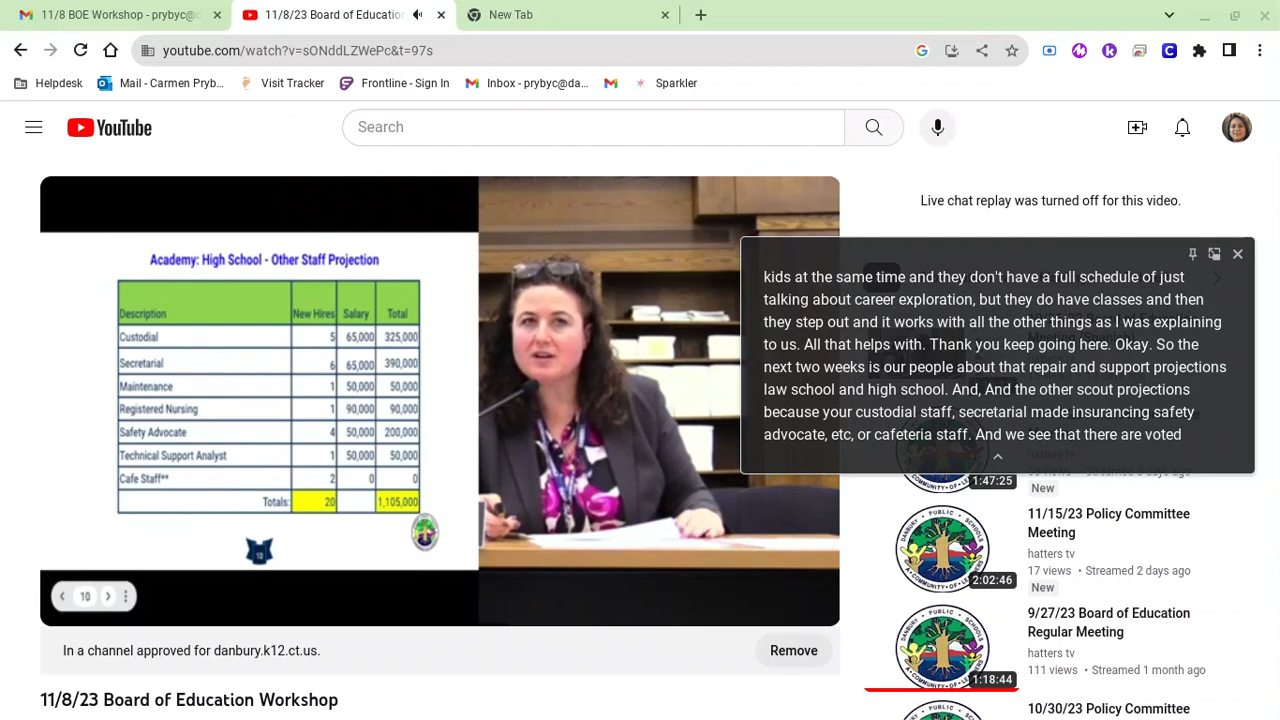 11/8 BOE Workshop - prybyc@m
11/8/23 Board of Education
New Tab
youtube.com/watch?v=sONddLZWePc&t=97s
Helpdesk
Mail - Carmen Pryb...
Visit Tracker
Frontline - Sign In
Inbox - prybyc@da...
Sparkler
YouTube
Search
Live chat replay was turned off for this video.
Academy: High School - Other Staff Projection
Description New Hires Salary Total
Custodial 5 65,000 325,000
Secretarial 6 65,000 390,000
Maintenance 1 50,000 50,000
Registered Nursing 1 90,000 90,000
Safety Advocate 4 50,000 200,000
Technical Support Analyst 1 50,000 50,000
Cafe Staff** 2 0 0
Totals: 20 1,105,000
10
10
kids at the same time and they don't have a full schedule of just
talking about career exploration, but they do have classes and then
they step out and it works with all the other things as I was explaining
to us. All that helps with. Thank you keep going here. Okay. So the
next two weeks is our people about that repair and support projections
law school and high school. And, And the other scout projections
because your custodial staff, secretarial made insurancing safety
advocate, etc, or cafeteria staff. And we see that there are voted
1:47:25
New
DANBURY PUBLIC SCHOOLS
A COMMUNITY OF LEARNERS
2:02:46
11/15/23 Policy Committee
Meeting
hatters tv
17 views • Streamed 2 days ago
New
DANBURY PUBLIC SCHOOLS
1:18:44
9/27/23 Board of Education
Regular Meeting
hatters tv
111 views • Streamed 1 month ago
10/30/23 Policy Committee
In a channel approved for danbury.k12.ct.us.
Remove
11/8/23 Board of Education Workshop